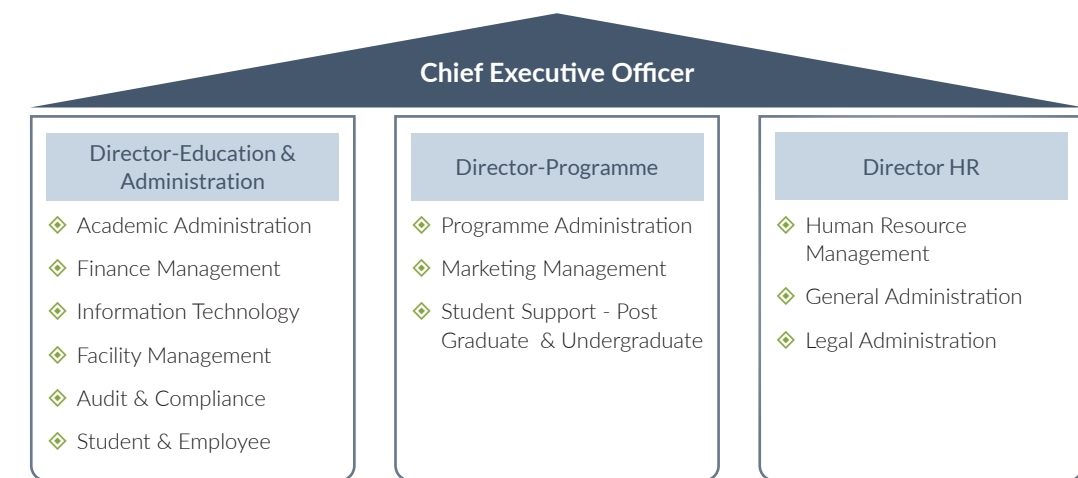 Chief Executive Officer
Director-Education &
Administration
Academic Administration
Finance Management
Information Technology
Facility Management
Audit & Compliance
Student & Employee
Director-Programme
Programme Administration
Marketing Management
Student Support - Post
Graduate & Undergraduate
Director HR
Human Resource
Management
General Administration
Legal Administration